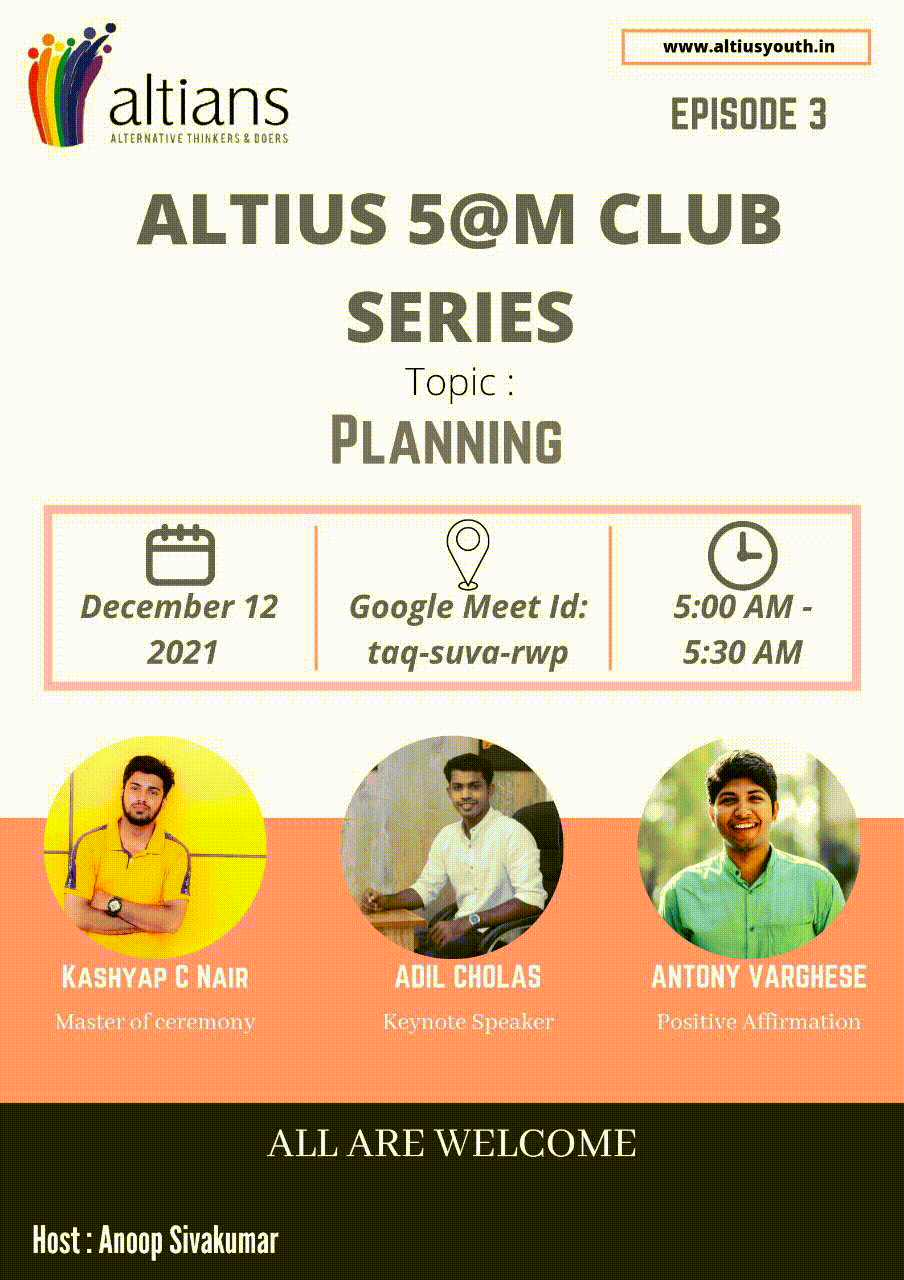 altians
ALTERNATIVE THINKERS & DOERS
www.altiusyouth.in
EPISODE 3
ALTIUS 5@M CLUB
SERIES
Topic :
PLANNING
December 12
2021
Google Meet Id:
taq-suva-rwp
5:00 AM -
5:30 AM
KASHYAP C NAIR
Master of ceremony
ADIL CHOLAS
Keynote Speaker
ANTONY VARGHESE
Positive Affirmation
ALL ARE WELCOME
Host : Anoop Sivakumar